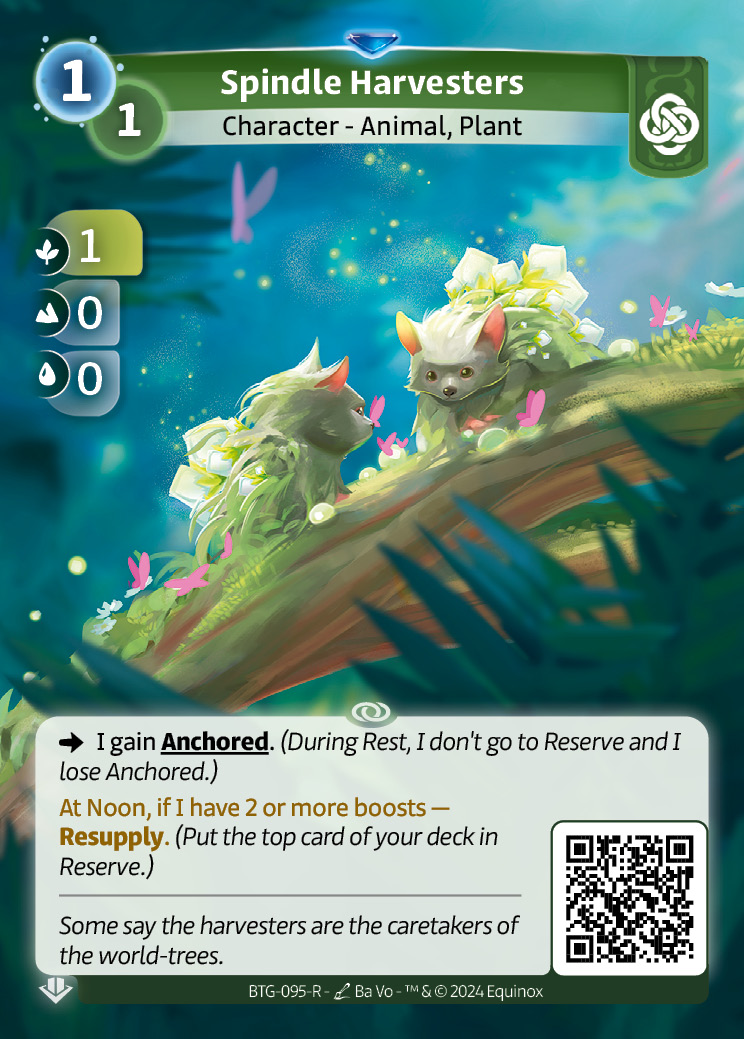 1
Spindle Harvesters
1
Character - Animal, Plant
1
0
0
I gain Anchored. (During Rest, I don't go to Reserve and I
lose Anchored.)
At Noon, if I have 2 or more boosts —
Resupply. (Put the top card of your deck in
Reserve.)
Some say the harvesters are the caretakers of
the world-trees.
BTG-095-R - Ba Vo - ™ & © 2024 Equinox